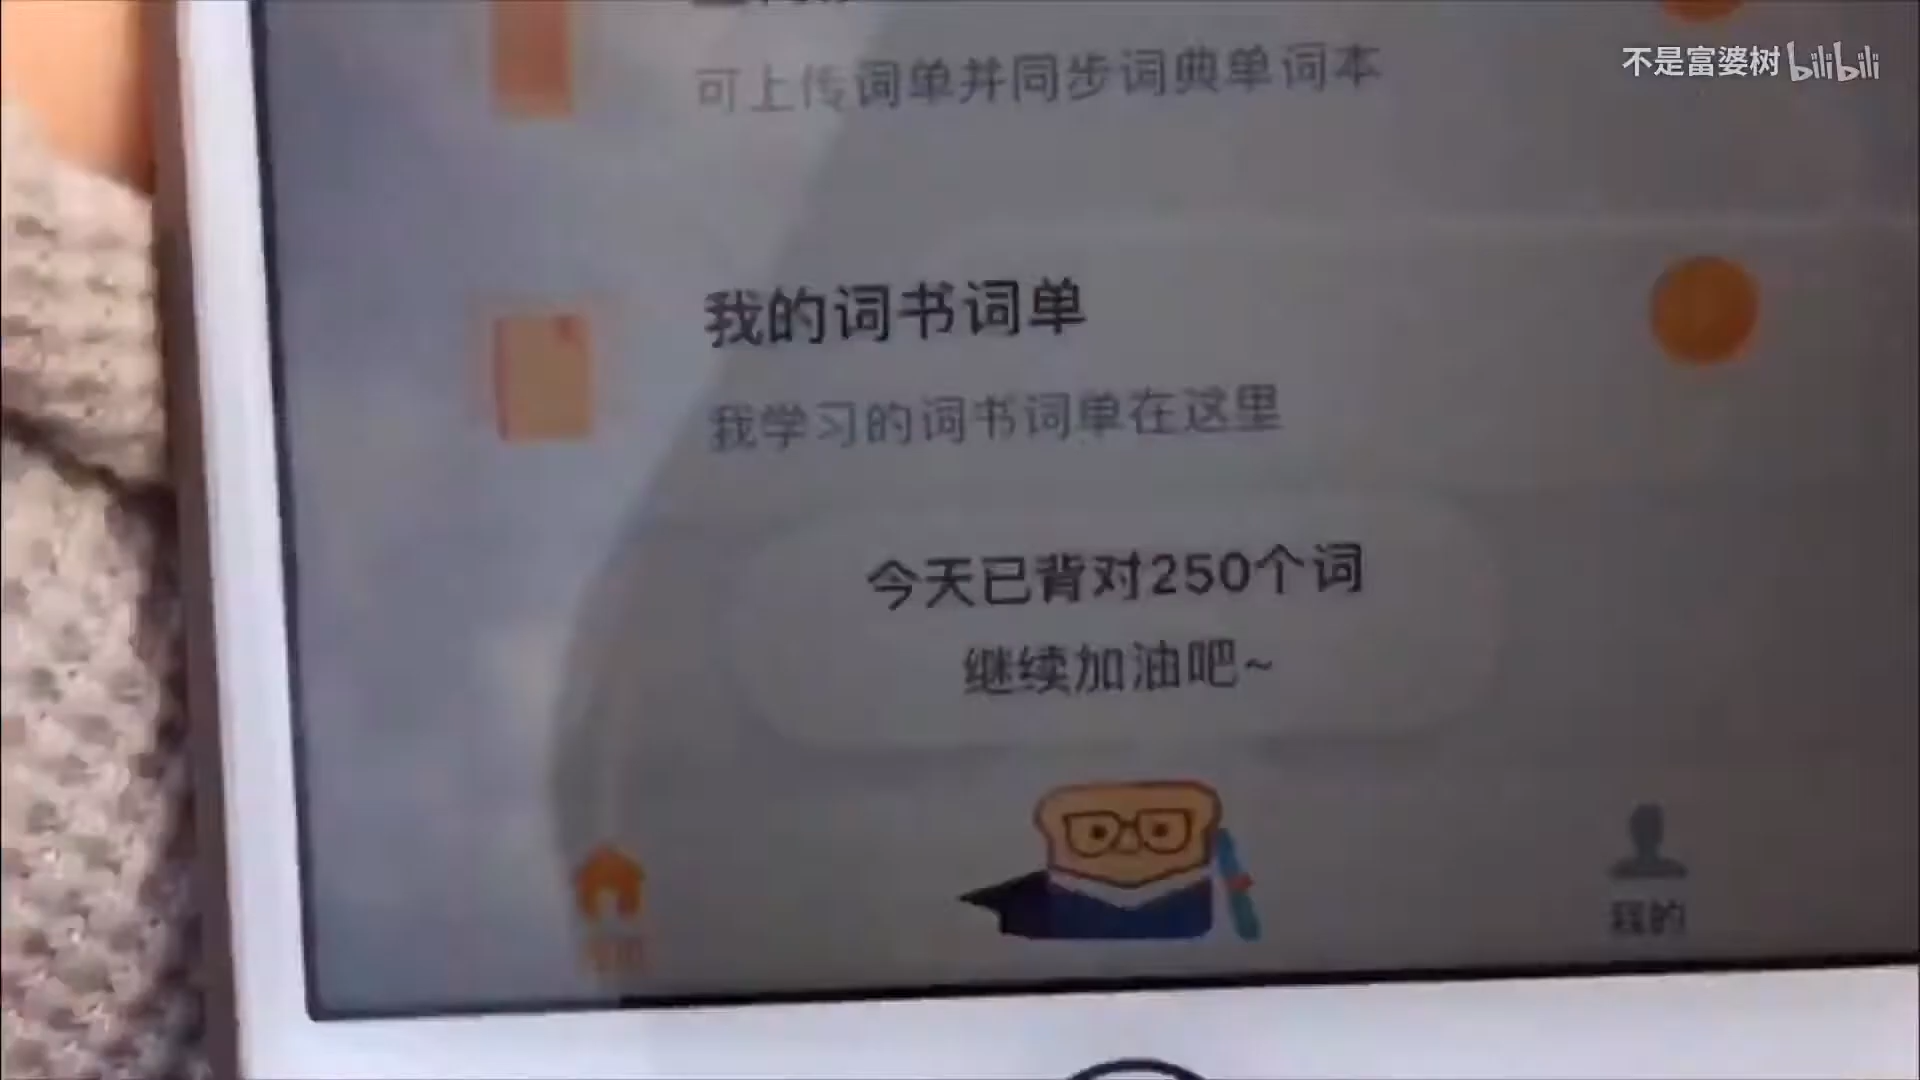 不是富婆树 bilibili
可上传词单并同步词典单词本
我的词书词单
我学习的词书词单在这里
今天已背对250个词
继续加油吧~
我的